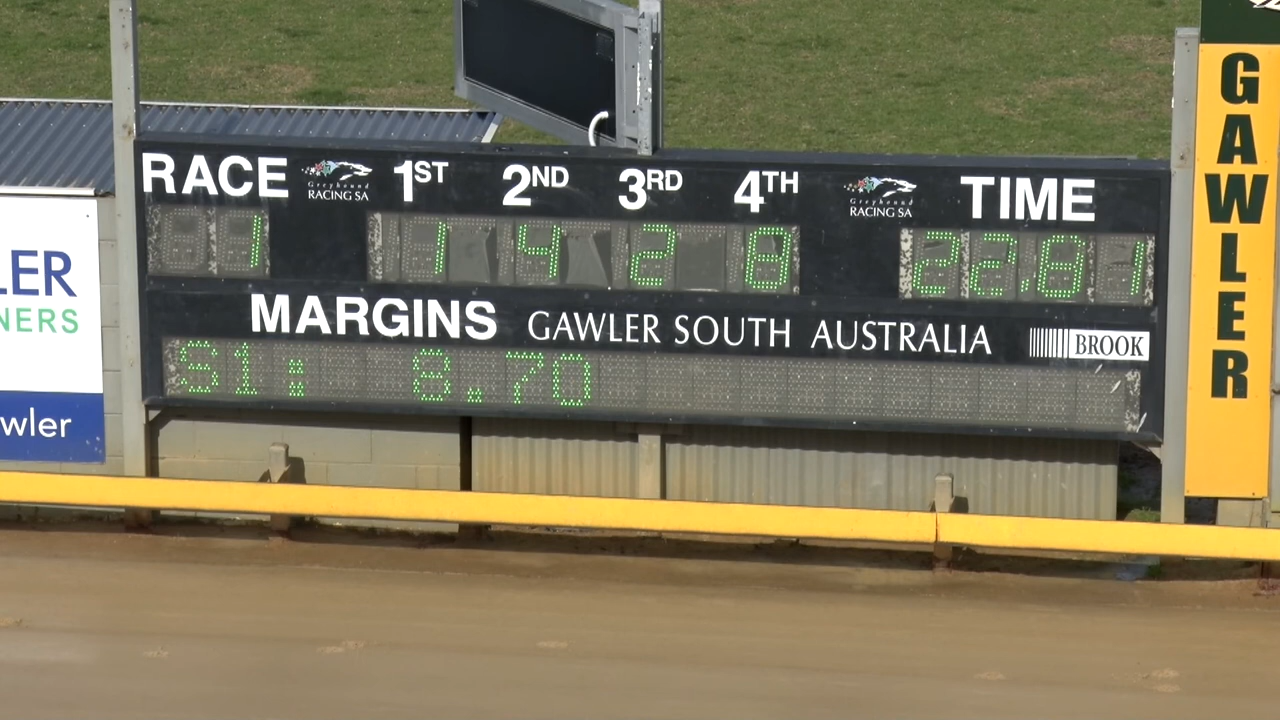 RACE Greyhound RACING SA 1ST 2ND 3RD 4TH Greyhound RACING SA TIME
1 1 4 2 8 22.81
MARGINS GAWLER SOUTH AUSTRALIA BROOK
S1: 8.70
GAWLER
LER
NERS
wler